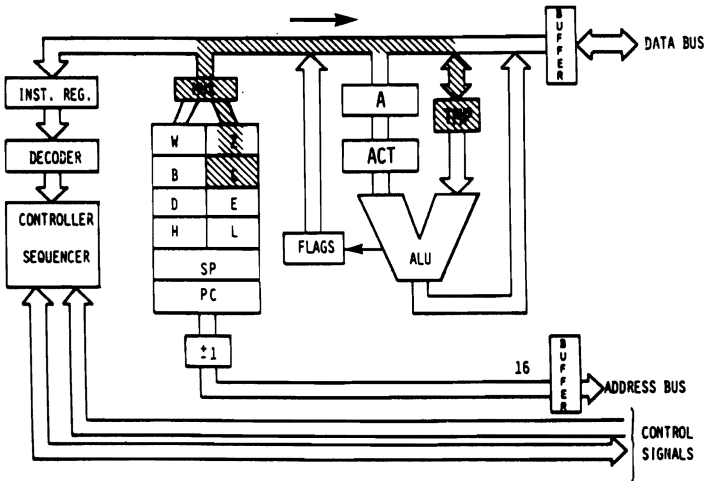 BUFFER
DATA BUS
INST. REG.
A
DECODER
ACT
W
B
D
E
H
L
CONTROLLER
SEQUENCER
FLAGS
ALU
SP
PC
±1
16
BUFFER
ADDRESS BUS
CONTROL
SIGNALS